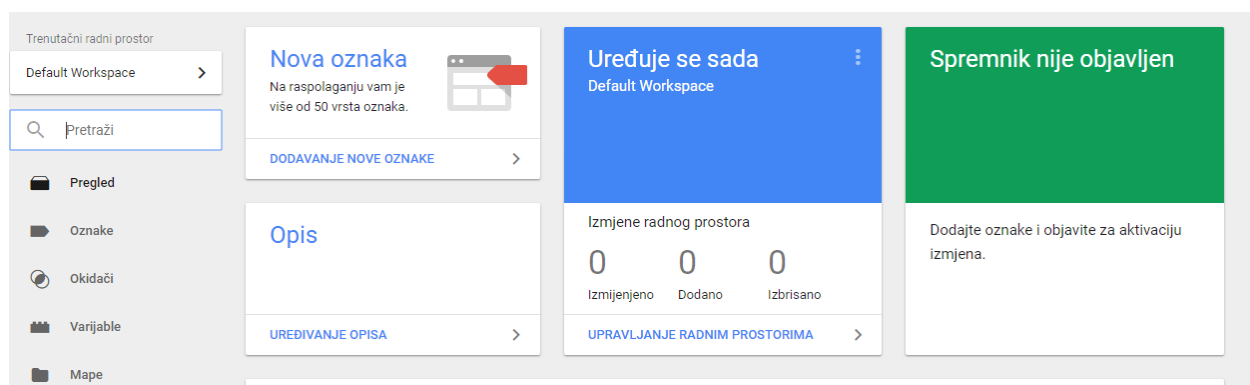 Trenutačni radni prostor
Default Workspace
Pretraži
Pregled
Oznake
Okidači
Varijable
Mape
Nova oznaka
Na raspolaganju vam je
više od 50 vrsta oznaka.
DODAVANJE NOVE OZNAKE
Opis
UREĐIVANJE OPISA
Uređuje se sada
Default Workspace
Izmjene radnog prostora
0 0 0
Izmijenjeno Dodano Izbrisano
UPRAVLJANJE RADNIM PROSTORIMA
Spremnik nije objavljen
Dodajte oznake i objavite za aktivaciju
izmjena.